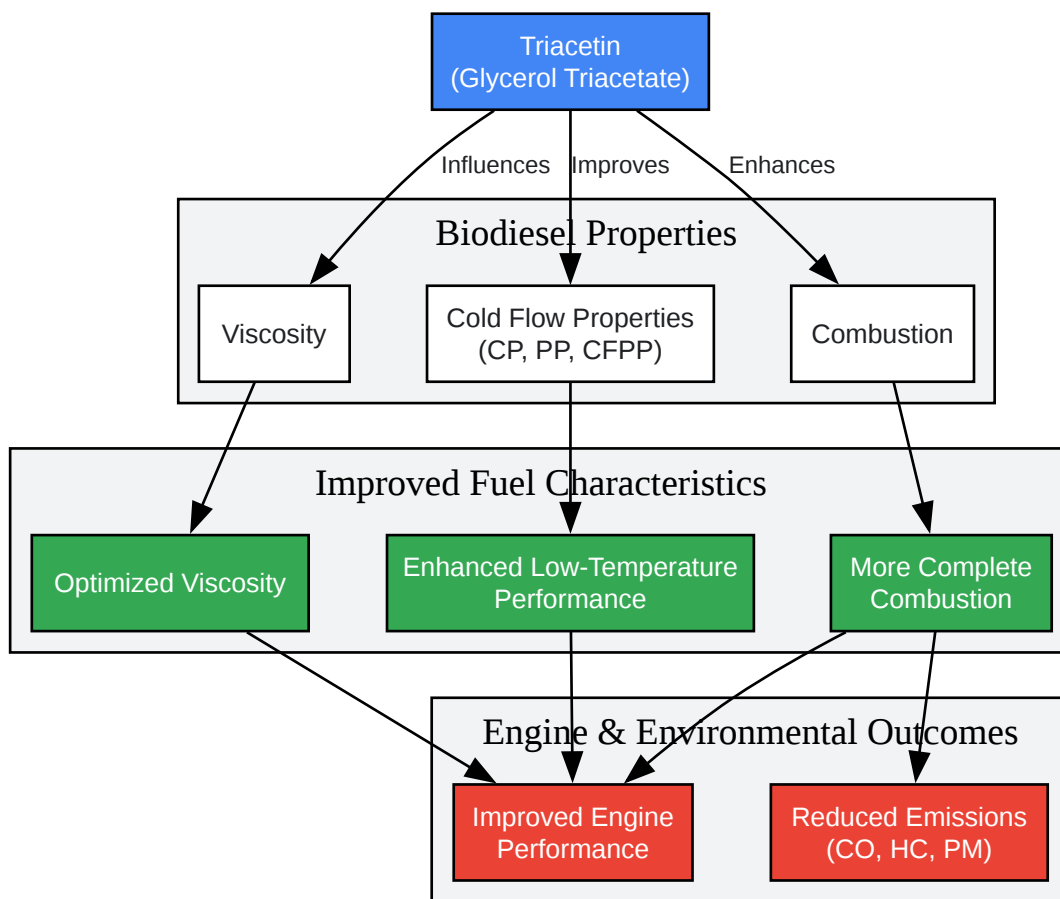 Triacetin
(Glycerol Triacetate)
Influences
Improves
Enhances
Biodiesel Properties
Viscosity
Cold Flow Properties
(CP, PP, CFPP)
Combustion
Improved Fuel Characteristics
Optimized Viscosity
Enhanced Low-Temperature
Performance
More Complete
Combustion
Engine & Environmental Outcomes
Improved Engine
Performance
Reduced Emissions
(CO, HC, PM)